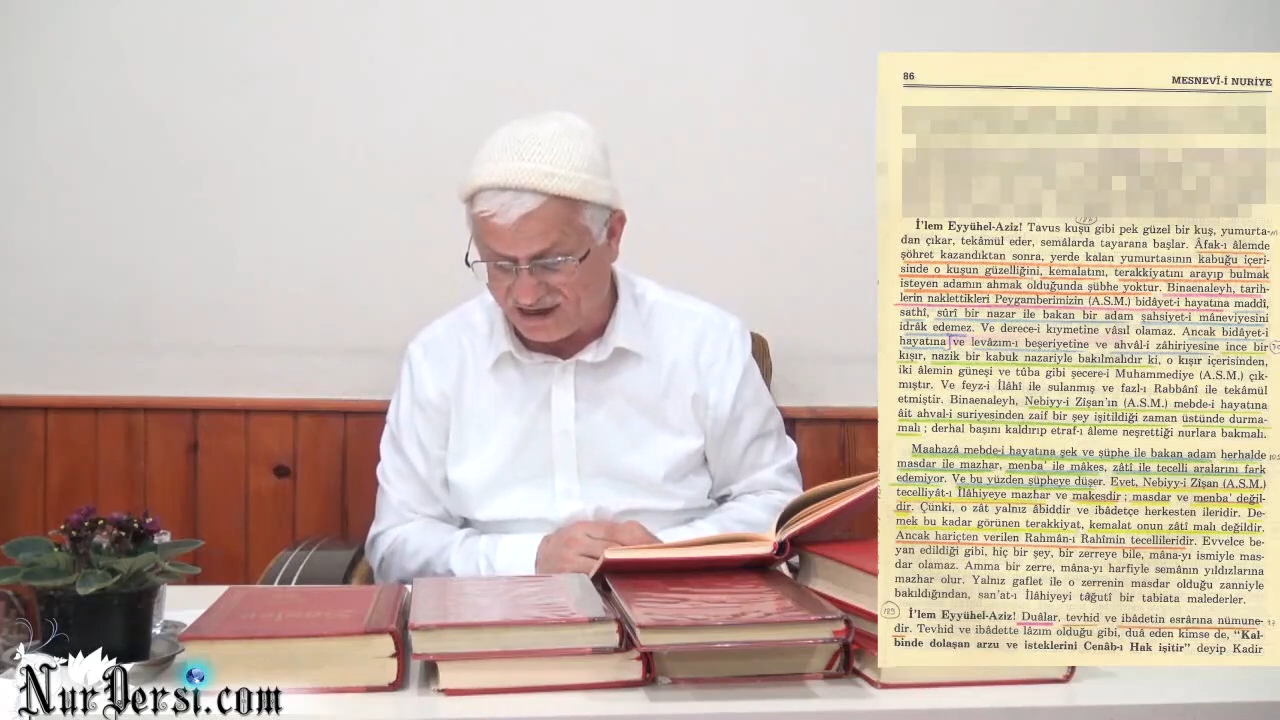 86
MESNEVÎ-İ NURİYE
İ'lem Eyyühel-Aziz! Tavus kuşu gibi pek güzel bir kuş, yumurta-
dan çıkar, tekâmül eder, semâlarda tayarana başlar. Âfak-ı âlemde
şöhret kazandıktan sonra, yerde kalan yumurtasının kabuğu içeri-
sinde o kuşun güzelliğini, kemalatını, terakkiyatını arayıp bulmak
isteyen adamın ahmak olduğunda şübhe yoktur. Binaenaleyh, tarih-
lerin naklettikleri Peygamberimizin (A.S.M.) bidâyet-i hayatına maddî,
sathî, sûrî bir nazar ile bakan bir adam şahsiyet-i mâneviyesini
idrâk edemez. Ve derece-i kıymetine vâsıl olamaz. Ancak bidâyet-i
hayatına ve levâzım-ı beşeriyetine ve ahvâl-i zâhiriyesine ince bir
kışır, nazik bir kabuk nazariyle bakılmalıdır ki, o kışır içerisinden,
iki âlemin güneşi ve tûba gibi şecere-i Muhammediye (A.S.M.) çık-
mıştır. Ve feyz-i İlâhî ile sulanmış ve fazl-ı Rabbânî ile tekâmül
etmiştir. Binaenaleyh, Nebiyy-i Zîşan'ın (A.S.M.) mebde-i hayatına
âit ahval-i suriyesinden zaif bir şey işitildiği zaman üstünde durma-
malı ; derhal başını kaldırıp etraf-ı âleme neşrettiği nurlara bakmalı.
Maahazâ mebde-i hayatına şek ve şüphe ile bakan adam herhalde
masdar ile mazhar, menba' ile mâkes, zâtî ile tecelli aralarını fark
edemiyor. Ve bu yüzden şüpheye düşer. Evet, Nebiyy-i Zîşan (A.S.M.)
tecelliyât-ı İlâhiyeye mazhar ve makesdir ; masdar ve menba' değil-
dir. Çünki, o zât yalnız âbiddir ve ibâdetçe herkesten ileridir. De-
mek bu kadar görünen terakkiyat, kemalat onun zâtî malı değildir.
Ancak hariçten verilen Rahmân-ı Rahîmin tecellileridir. Evvelce be-
yan edildiği gibi, hiç bir şey, bir zerreye bile, mâna-yı ismiyle mas-
dar olamaz. Amma bir zerre, mâna-yı harfiyle semânın yıldızlarına
mazhar olur. Yalnız gaflet ile o zerrenin masdar olduğu zanniyle
bakıldığından, san'at-ı İlâhiyeyi tâğutî bir tabiata malederler.
189
İ'lem Eyyühel-Aziz! Duâlar, tevhid ve ibâdetin esrârına nümune-
dir. Tevhid ve ibâdette lâzım olduğu gibi, duâ eden kimse de, "Kal-
binde dolaşan arzu ve isteklerini Cenâb-ı Hak işitir" deyip Kadir
NurDersi.com